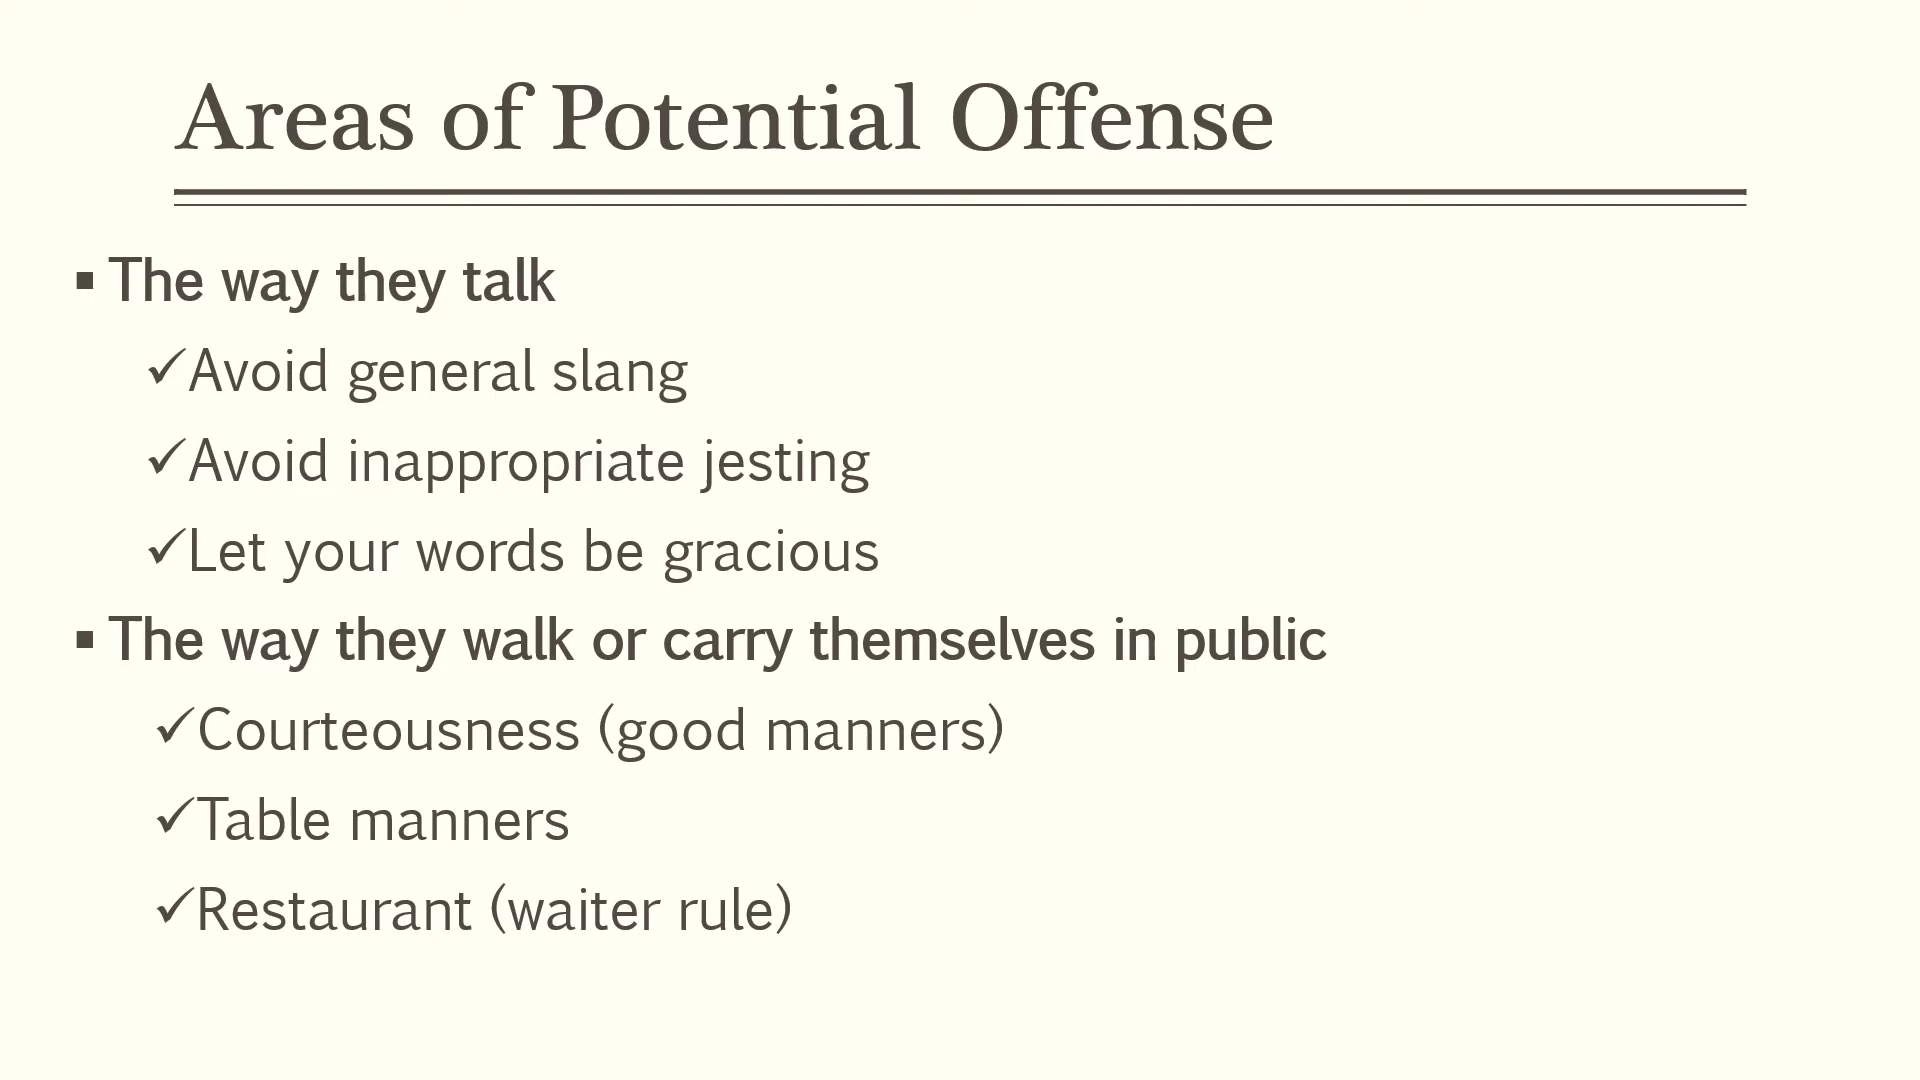 Areas of Potential Offense
▪ The way they talk
✓Avoid general slang
✓Avoid inappropriate jesting
✓Let your words be gracious
▪ The way they walk or carry themselves in public
✓Courteousness (good manners)
✓Table manners
✓Restaurant (waiter rule)